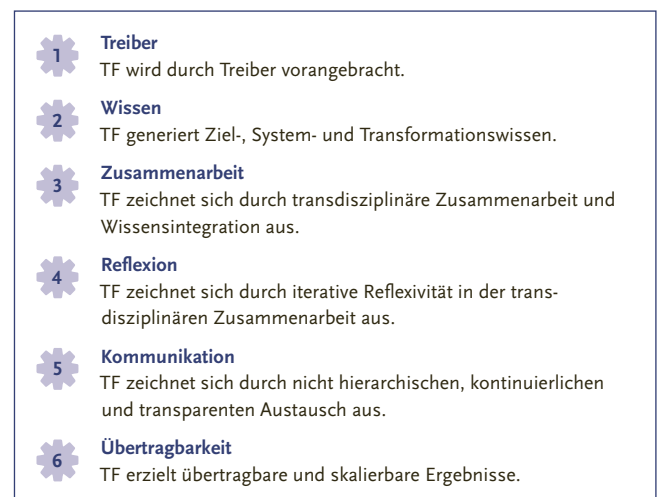 1 Treiber
TF wird durch Treiber vorangebracht.
2 Wissen
TF generiert Ziel-, System- und Transformationswissen.
3 Zusammenarbeit
TF zeichnet sich durch transdisziplinäre Zusammenarbeit und
Wissensintegration aus.
4 Reflexion
TF zeichnet sich durch iterative Reflexivität in der trans-
disziplinären Zusammenarbeit aus.
5 Kommunikation
TF zeichnet sich durch nicht hierarchischen, kontinuierlichen
und transparenten Austausch aus.
6 Übertragbarkeit
TF erzielt übertragbare und skalierbare Ergebnisse.